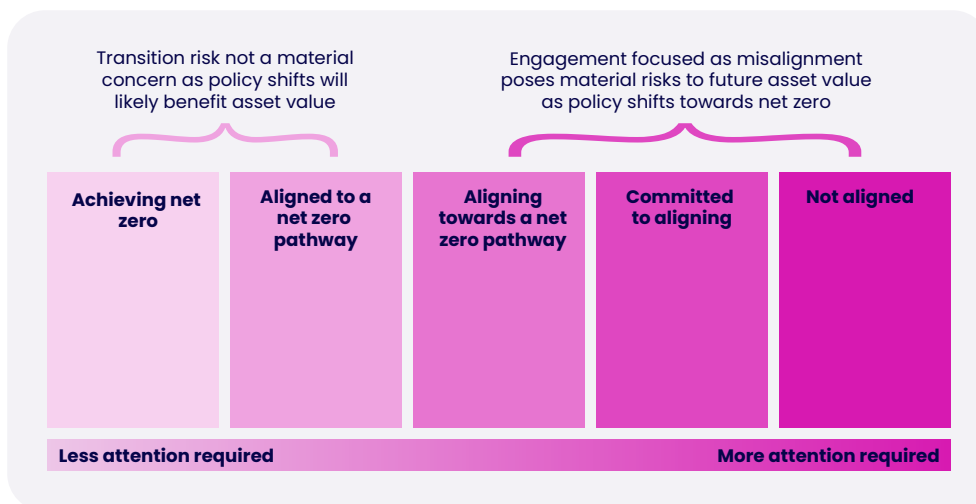 Transition risk not a material
concern as policy shifts will
likely benefit asset value
Engagement focused as misalignment
poses material risks to future asset value
as policy shifts towards net zero
Achieving net
zero
Aligned to a
net zero
pathway
Aligning
towards a net
zero pathway
Committed
to aligning
Not aligned
Less attention required
More attention required